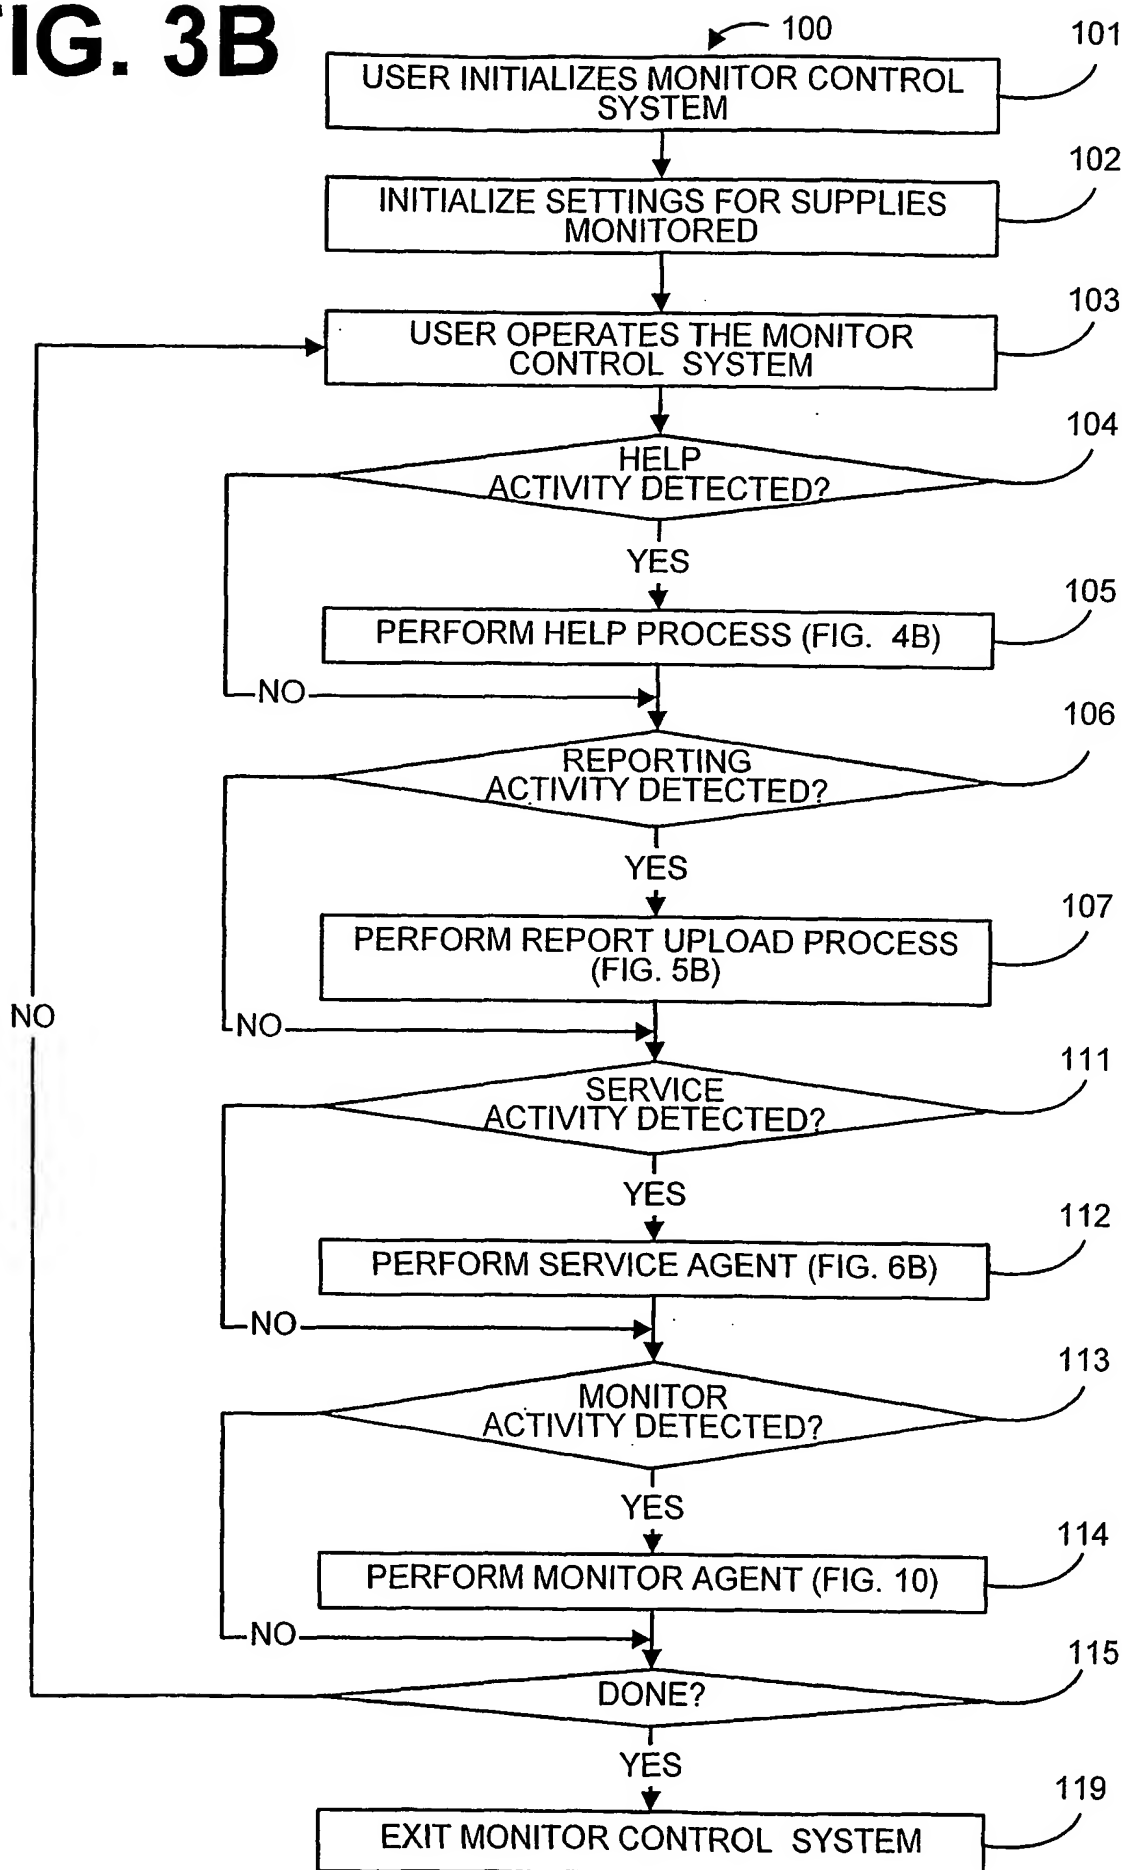 FIG. 3B
100
101
USER INITIALIZES MONITOR CONTROL
SYSTEM
102
INITIALIZE SETTINGS FOR SUPPLIES
MONITORED
103
USER OPERATES THE MONITOR
CONTROL SYSTEM
104
HELP
ACTIVITY DETECTED?
YES
105
PERFORM HELP PROCESS (FIG. 4B)
NO
106
REPORTING
ACTIVITY DETECTED?
YES
107
PERFORM REPORT UPLOAD PROCESS
(FIG. 5B)
NO
NO
111
SERVICE
ACTIVITY DETECTED?
YES
112
PERFORM SERVICE AGENT (FIG. 6B)
NO
113
MONITOR
ACTIVITY DETECTED?
YES
114
PERFORM MONITOR AGENT (FIG. 10)
NO
115
DONE?
YES
119
EXIT MONITOR CONTROL SYSTEM